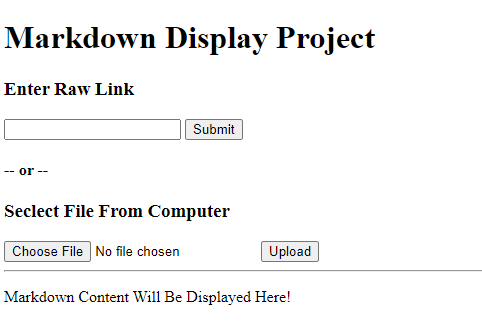 Markdown Display Project
Enter Raw Link
Submit
-- or --
Seclect File From Computer
Choose File No file chosen Upload
Markdown Content Will Be Displayed Here!